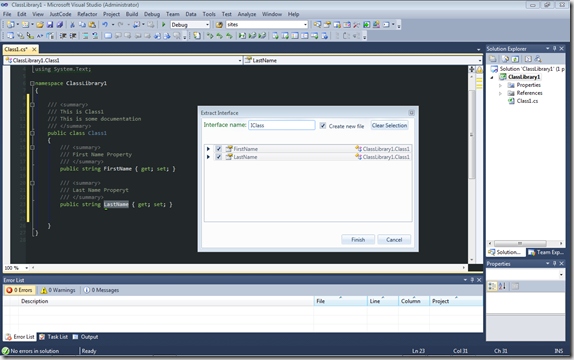 ClassLibrary1 - Microsoft Visual Studio (Administrator)
File Edit View JustCode Refactor Project Build Debug Team Data Tools Test Analyze Window Help
Debug sites
Class1.cs*
ClassLibrary1.Class1 LastName
using System.Text;
namespace ClassLibrary1
{
/// <summary>
/// This is Class1
/// This is some documentation
/// </summary>
public class Class1
{
/// <summary>
/// First Name Property
/// </summary>
public string FirstName { get; set; }
/// <summary>
/// Last Name Properyt
/// </summary>
public string LastName { get; set; }
}
}
100 %
Extract Interface
Interface name: IClass Create new file Clear Selection
FirstName ClassLibrary1.Class1
LastName ClassLibrary1.Class1
Finish Cancel
Solution Explorer
Solution 'ClassLibrary1' (1 p
ClassLibrary1
Properties
References
Class1.cs
Solution... Team Exp...
Properties
Error List
0 Errors 0 Warnings 0 Messages
Description File Line Column Project
Error List Task List Output
No errors in solution Ready Ln 23 Col 31 Ch 31 INS